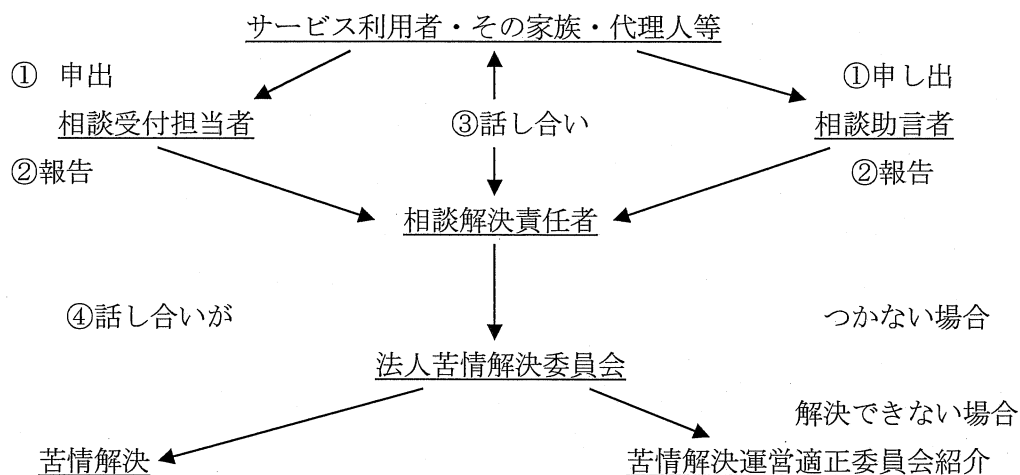 サービス利用者・その家族・代理人等
① 申出
①申し出
相談受付担当者
③話し合い
相談助言者
②報告
②報告
相談解決責任者
④話し合いが
つかない場合
法人苦情解決委員会
解決できない場合
苦情解決
苦情解決運営適正委員会紹介